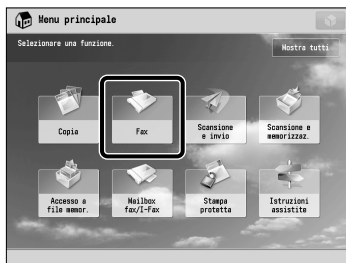 Menu principale
Selezionare una funzione.
Mostra tutti
Copia
Fax
Scansione
e invio
Scansione e
memorizzaz.
Accesso a
file memor.
Mailbox
fax/I-Fax
Stampa
protetta
Istruzioni
assistite